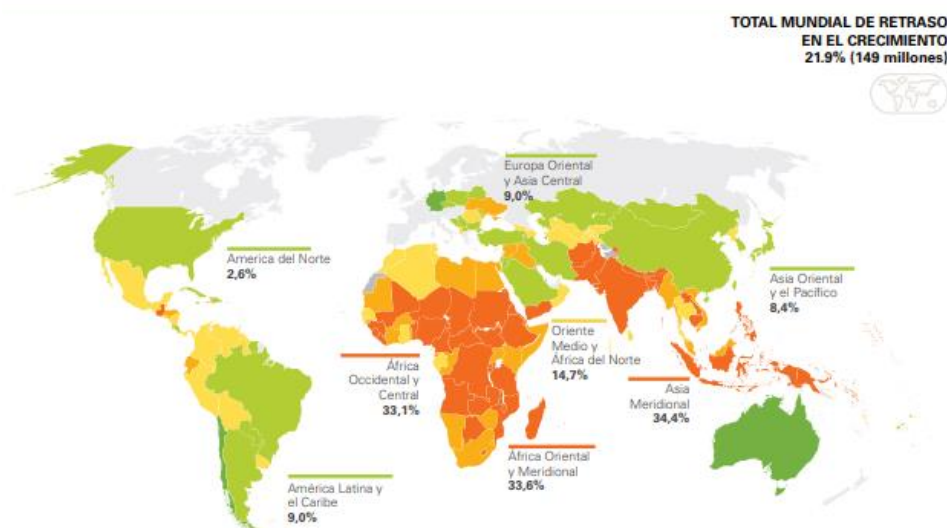 TOTAL MUNDIAL DE RETRASO
EN EL CRECIMIENTO
21.9% (149 millones)
Europa Oriental
y Asia Central
9,0%
America del Norte
2,6%
Asia Oriental
y el Pacífico
8,4%
Oriente
Medio y
África del Norte
14,7%
África
Occidental y
Central
33,1%
Asia
Meridional
34,4%
África Oriental
y Meridional
33,6%
América Latina y
el Caribe
9,0%